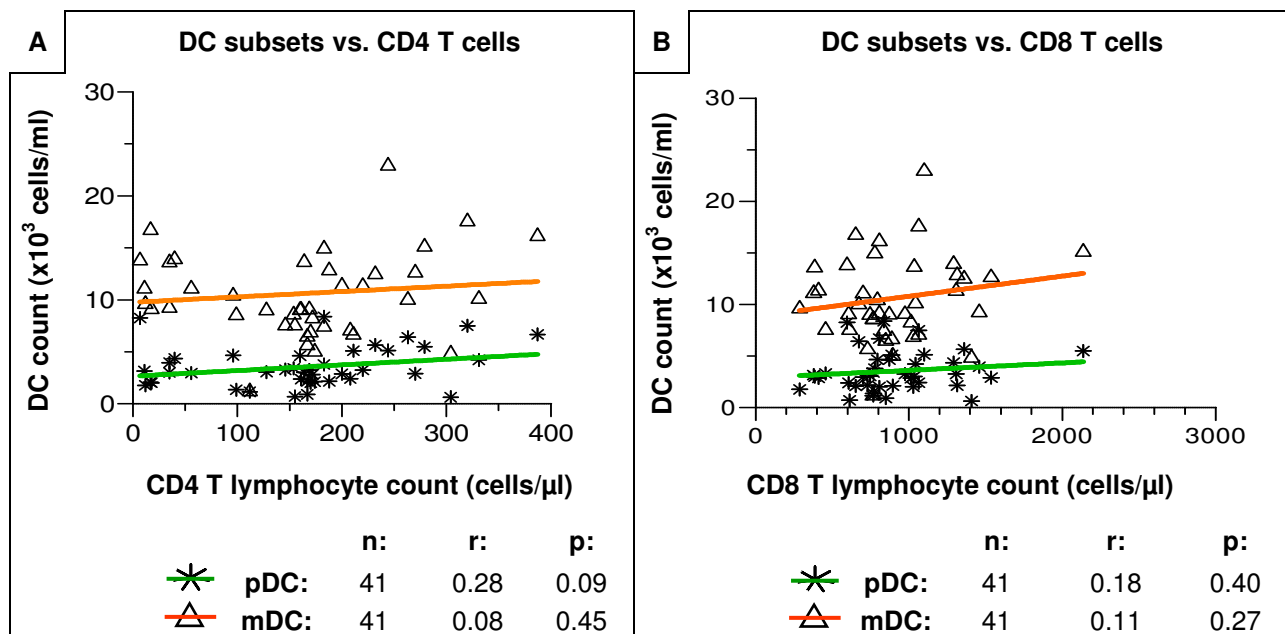 A
DC subsets vs. CD4 T cells
30
20
10
0
DC count (x10³ cells/ml)
0 100 200 300 400
CD4 T lymphocyte count (cells/µl)
n: r: p:
pDC: 41 0.28 0.09
mDC: 41 0.08 0.45
B
DC subsets vs. CD8 T cells
30
20
10
0
DC count (x10³ cells/ml)
0 1000 2000 3000
CD8 T lymphocyte count (cells/µl)
n: r: p:
pDC: 41 0.18 0.40
mDC: 41 0.11 0.27